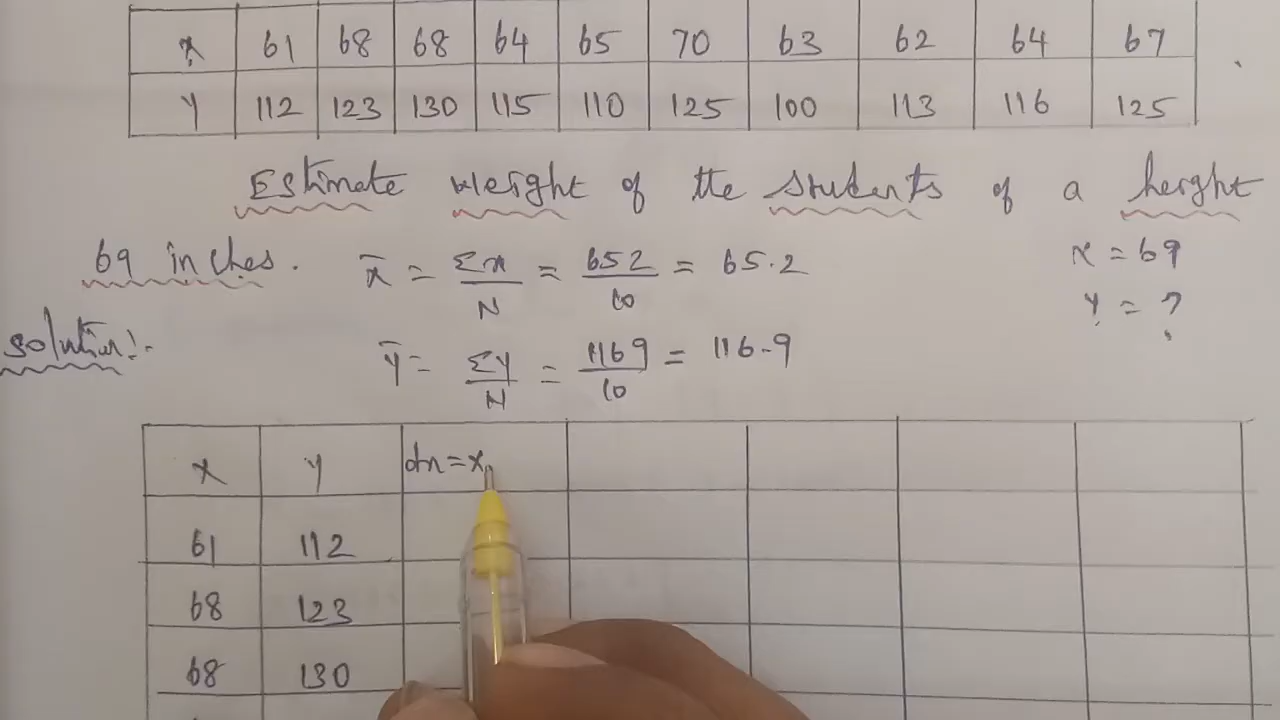 x 61 68 68 64 65 70 63 62 64 67
Y 112 123 130 115 110 125 100 113 116 125
Estimate weight of the students of a height
69 inches. x̄ = Σx/N = 652/10 = 65.2 x = 69
Y = ?
Solution:-
ȳ = Σy/N = 1169/10 = 116.9
x y dx = x
61 112
68 123
68 130